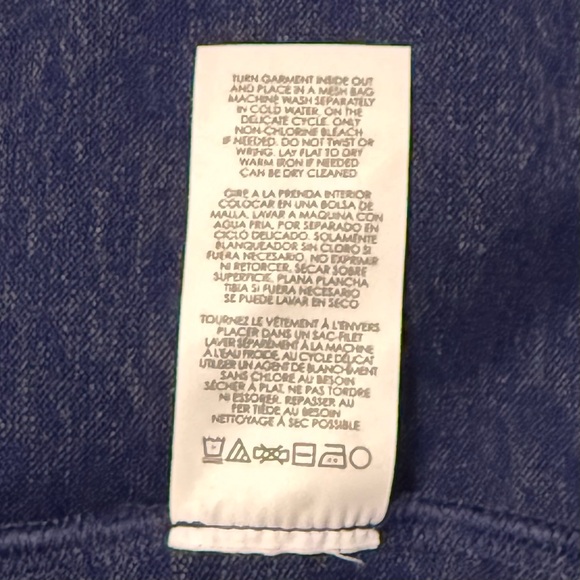 TURN GARMENT INSIDE OUT
AND PLACE IN A MESH BAG
MACHINE WASH SEPARATELY
IN COLD WATER, ON THE
DELICATE CYCLE. ONLY
NON-CHLORINE BLEACH
IF NEEDED. DO NOT TWIST OR
WRING. LAY FLAT TO DRY
WARM IRON IF NEEDED
CAN BE DRY CLEANED
GIRE A LA PRENDA INTERIOR
COLOCAR EN UNA BOLSA DE
MALLA. LAVAR A MAQUINA CON
AGUA FRIA, POR SEPARADO EN
CICLO DELICADO. SOLAMENTE
BLANQUEADOR SIN CLORO SI
FUERA NECESARIO. NO EXPRIMIR
NI RETORCER. SECAR SOBRE
SUPERFICIE. PLANA PLANCHA
TIBIA SI FUERA NECESARIO
SE PUEDE LAVAR EN SECO
TOURNEZ LE VÊTEMENT À L'ENVERS
PLACER DANS UN SAC-FILET
LAVER SÉPARÉMENT À LA MACHINE
À L'EAU FROIDE, AU CYCLE DÉLICAT
UTILISER UN AGENT DE BLANCHIMENT
SANS CHLORE AU BESOIN
SÉCHER À PLAT, NE PAS TORDRE
NI ESSORER. REPASSER AU
FER TIÈDE AU BESOIN
NETTOYAGE À SEC POSSIBLE